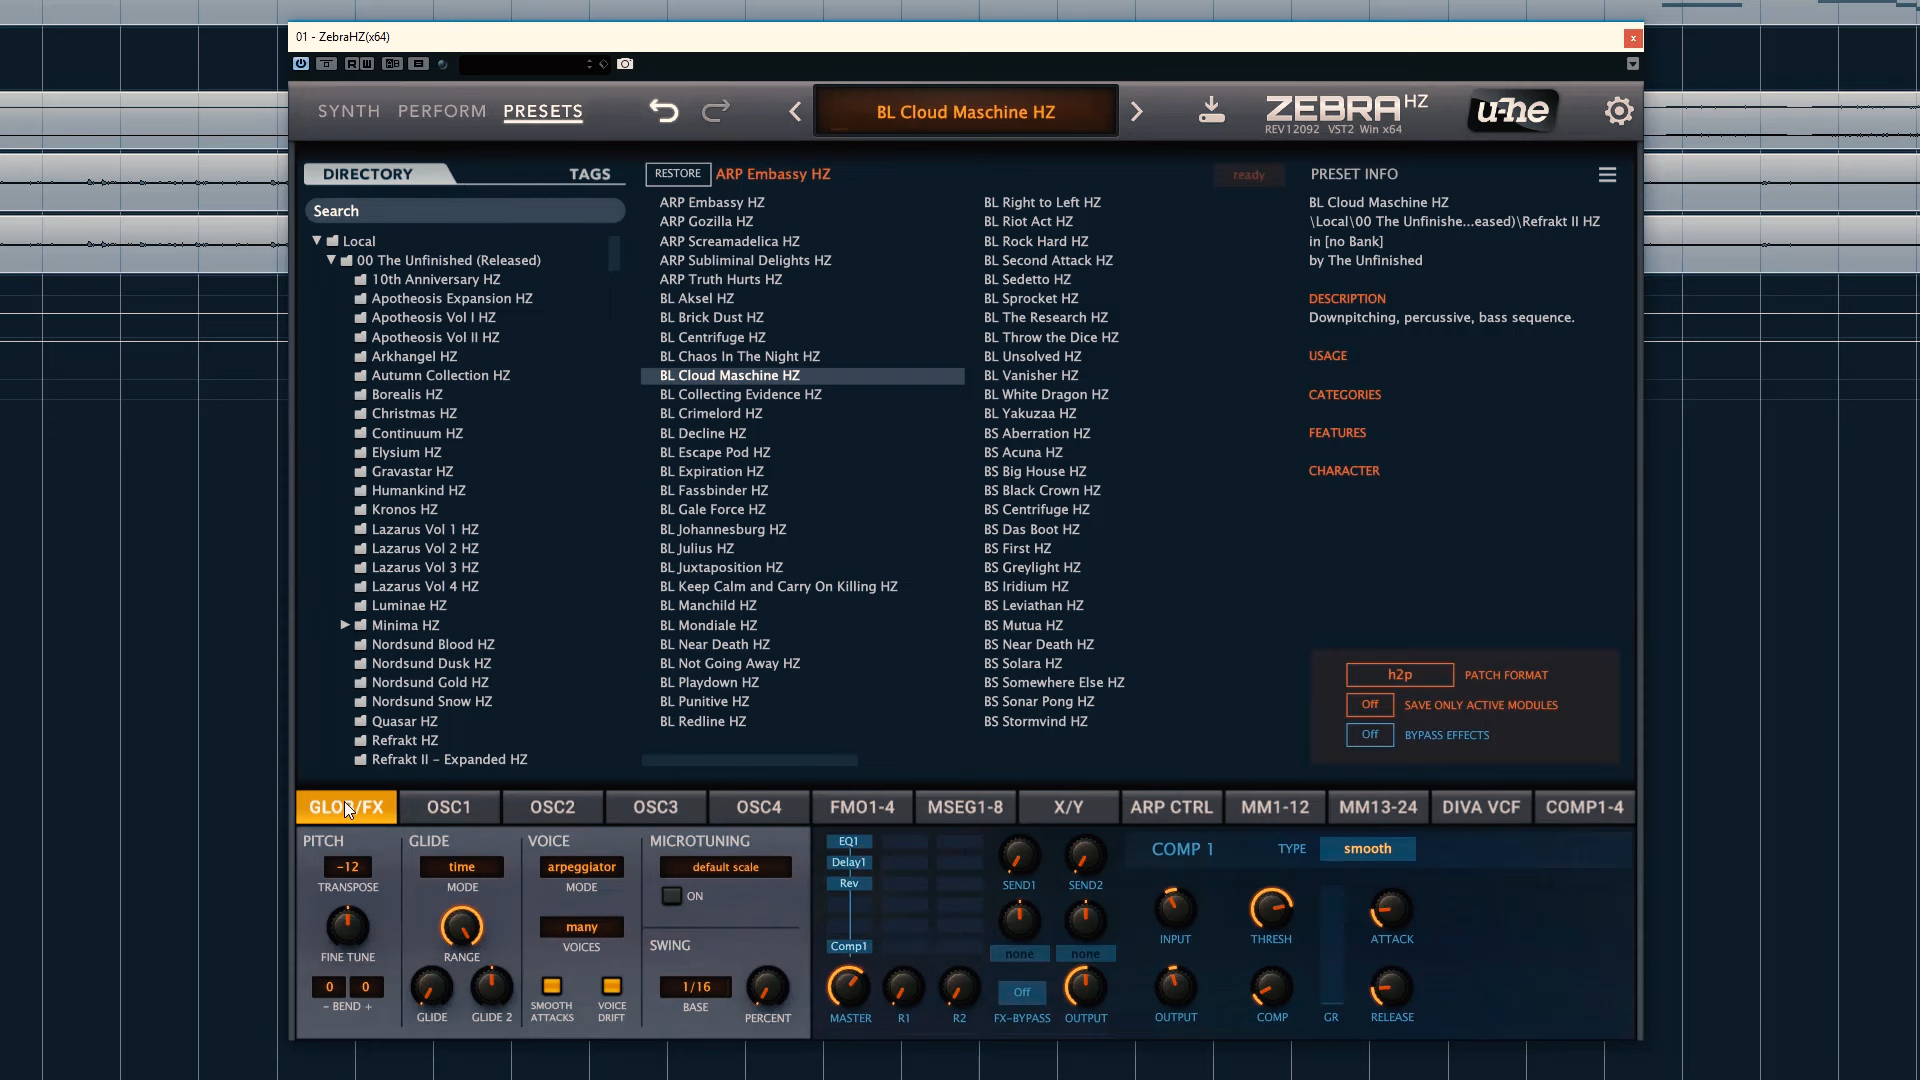 01 - ZebraHZ(x64)
SYNTH PERFORM PRESETS
BL Cloud Maschine HZ
ZEBRA HZ
REV12092 VST2 Win x64
u-he
DIRECTORY
TAGS
Search
Local
00 The Unfinished (Released)
10th Anniversary HZ
Apotheosis Expansion HZ
Apotheosis Vol I HZ
Apotheosis Vol II HZ
Arkhangel HZ
Autumn Collection HZ
Borealis HZ
Christmas HZ
Continuum HZ
Elysium HZ
Gravastar HZ
Humankind HZ
Kronos HZ
Lazarus Vol 1 HZ
Lazarus Vol 2 HZ
Lazarus Vol 3 HZ
Lazarus Vol 4 HZ
Luminae HZ
Minima HZ
Nordsund Blood HZ
Nordsund Dusk HZ
Nordsund Gold HZ
Nordsund Snow HZ
Quasar HZ
Refrakt HZ
Refrakt II - Expanded HZ
RESTORE ARP Embassy HZ
ready
ARP Embassy HZ
ARP Gozilla HZ
ARP Screamadelica HZ
ARP Subliminal Delights HZ
ARP Truth Hurts HZ
BL Aksel HZ
BL Brick Dust HZ
BL Centrifuge HZ
BL Chaos In The Night HZ
BL Cloud Maschine HZ
BL Collecting Evidence HZ
BL Crimelord HZ
BL Decline HZ
BL Escape Pod HZ
BL Expiration HZ
BL Fassbinder HZ
BL Gale Force HZ
BL Johannesburg HZ
BL Julius HZ
BL Juxtaposition HZ
BL Keep Calm and Carry On Killing HZ
BL Manchild HZ
BL Mondiale HZ
BL Near Death HZ
BL Not Going Away HZ
BL Playdown HZ
BL Punitive HZ
BL Redline HZ
BL Right to Left HZ
BL Riot Act HZ
BL Rock Hard HZ
BL Second Attack HZ
BL Sedetto HZ
BL Sprocket HZ
BL The Research HZ
BL Throw the Dice HZ
BL Unsolved HZ
BL Vanisher HZ
BL White Dragon HZ
BL Yakuzaa HZ
BS Aberration HZ
BS Acuna HZ
BS Big House HZ
BS Black Crown HZ
BS Centrifuge HZ
BS Das Boot HZ
BS First HZ
BS Greylight HZ
BS Iridium HZ
BS Leviathan HZ
BS Mutua HZ
BS Near Death HZ
BS Solara HZ
BS Somewhere Else HZ
BS Sonar Pong HZ
BS Stormvind HZ
PRESET INFO
BL Cloud Maschine HZ
\Local\00 The Unfinishe...eased)\Refrakt II HZ
in [no Bank]
by The Unfinished
DESCRIPTION
Downpitching, percussive, bass sequence.
USAGE
CATEGORIES
FEATURES
CHARACTER
h2p PATCH FORMAT
Off SAVE ONLY ACTIVE MODULES
Off BYPASS EFFECTS
GLOB/FX OSC1 OSC2 OSC3 OSC4 FMO1-4 MSEG1-8 X/Y ARP CTRL MM1-12 MM13-24 DIVA VCF COMP1-4
PITCH
-12
TRANSPOSE
FINE TUNE
0 0
- BEND +
GLIDE
time
MODE
RANGE
GLIDE GLIDE 2
VOICE
arpeggiator
MODE
many
VOICES
SMOOTH ATTACKS
VOICE DRIFT
MICROTUNING
default scale
ON
SWING
1/16
BASE
PERCENT
EQ1
Delay1
Rev
Comp1
MASTER R1 R2
SEND1 SEND2
none none
Off
FX-BYPASS OUTPUT
COMP 1 TYPE smooth
INPUT THRESH ATTACK
OUTPUT COMP GR RELEASE